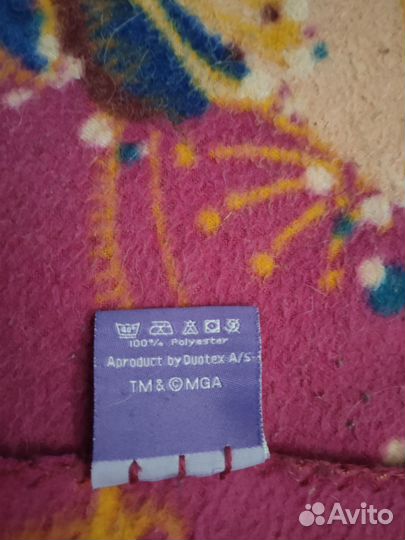 100% Polyester
Aproduct by Duotex A/S
TM&©MGA
Avito